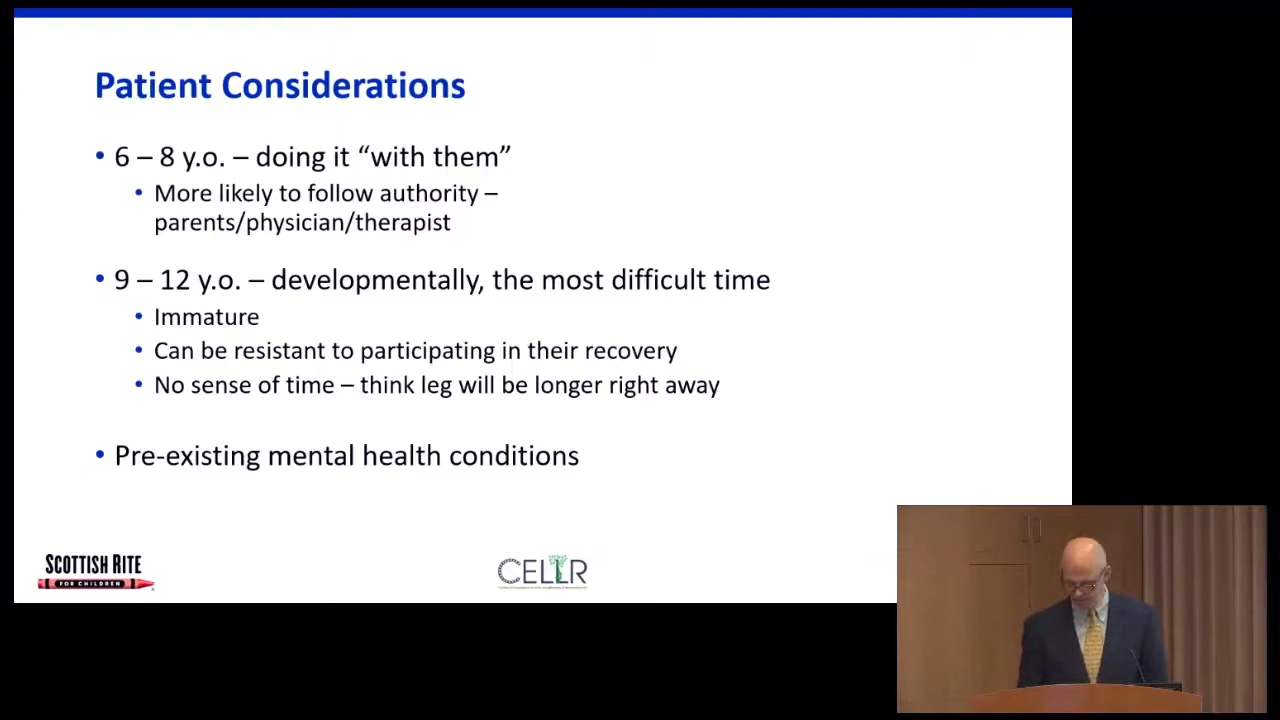 Patient Considerations
• 6 – 8 y.o. – doing it “with them”
• More likely to follow authority –
parents/physician/therapist
• 9 – 12 y.o. – developmentally, the most difficult time
• Immature
• Can be resistant to participating in their recovery
• No sense of time – think leg will be longer right away
• Pre-existing mental health conditions
SCOTTISH RITE
FOR CHILDREN
CELLR